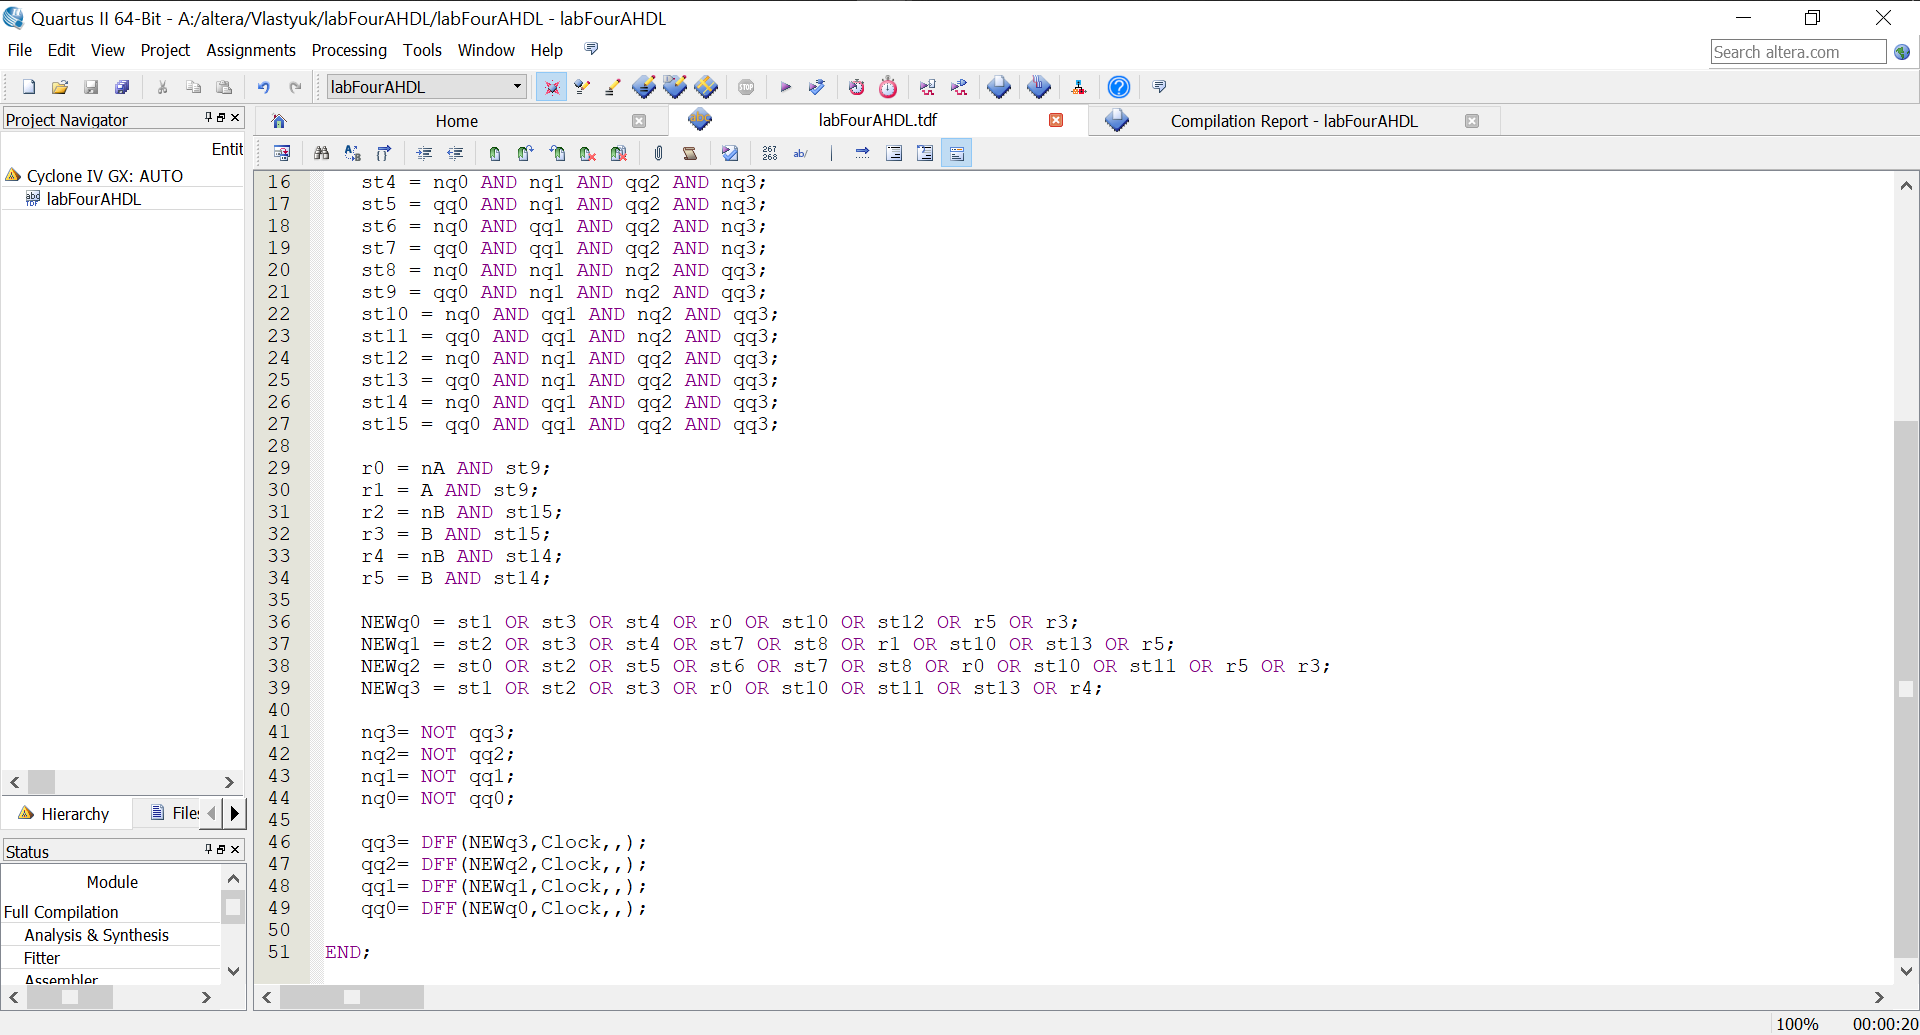 Quartus II 64-Bit - A:/altera/Vlastyuk/labFourAHDL/labFourAHDL - labFourAHDL
File Edit View Project Assignments Processing Tools Window Help
Search altera.com
labFourAHDL
STOP
Project Navigator
Home
labFourAHDL.tdf
Compilation Report - labFourAHDL
Entit
Cyclone IV GX: AUTO
labFourAHDL
267
268
ab/
16 st4 = nq0 AND nq1 AND qq2 AND nq3;
17 st5 = qq0 AND nq1 AND qq2 AND nq3;
18 st6 = nq0 AND qq1 AND qq2 AND nq3;
19 st7 = qq0 AND qq1 AND qq2 AND nq3;
20 st8 = nq0 AND nq1 AND nq2 AND qq3;
21 st9 = qq0 AND nq1 AND nq2 AND qq3;
22 st10 = nq0 AND qq1 AND nq2 AND qq3;
23 st11 = qq0 AND qq1 AND nq2 AND qq3;
24 st12 = nq0 AND nq1 AND qq2 AND qq3;
25 st13 = qq0 AND nq1 AND qq2 AND qq3;
26 st14 = nq0 AND qq1 AND qq2 AND qq3;
27 st15 = qq0 AND qq1 AND qq2 AND qq3;
28
29 r0 = nA AND st9;
30 r1 = A AND st9;
31 r2 = nB AND st15;
32 r3 = B AND st15;
33 r4 = nB AND st14;
34 r5 = B AND st14;
35
36 NEWq0 = st1 OR st3 OR st4 OR r0 OR st10 OR st12 OR r5 OR r3;
37 NEWq1 = st2 OR st3 OR st4 OR st7 OR st8 OR r1 OR st10 OR st13 OR r5;
38 NEWq2 = st0 OR st2 OR st5 OR st6 OR st7 OR st8 OR r0 OR st10 OR st11 OR r5 OR r3;
39 NEWq3 = st1 OR st2 OR st3 OR r0 OR st10 OR st11 OR st13 OR r4;
40
41 nq3= NOT qq3;
42 nq2= NOT qq2;
43 nq1= NOT qq1;
44 nq0= NOT qq0;
45
46 qq3= DFF(NEWq3,Clock,,);
47 qq2= DFF(NEWq2,Clock,,);
48 qq1= DFF(NEWq1,Clock,,);
49 qq0= DFF(NEWq0,Clock,,);
50
51 END;
Hierarchy
Files
Status
Module
Full Compilation
Analysis & Synthesis
Fitter
Assembler
100% 00:00:20